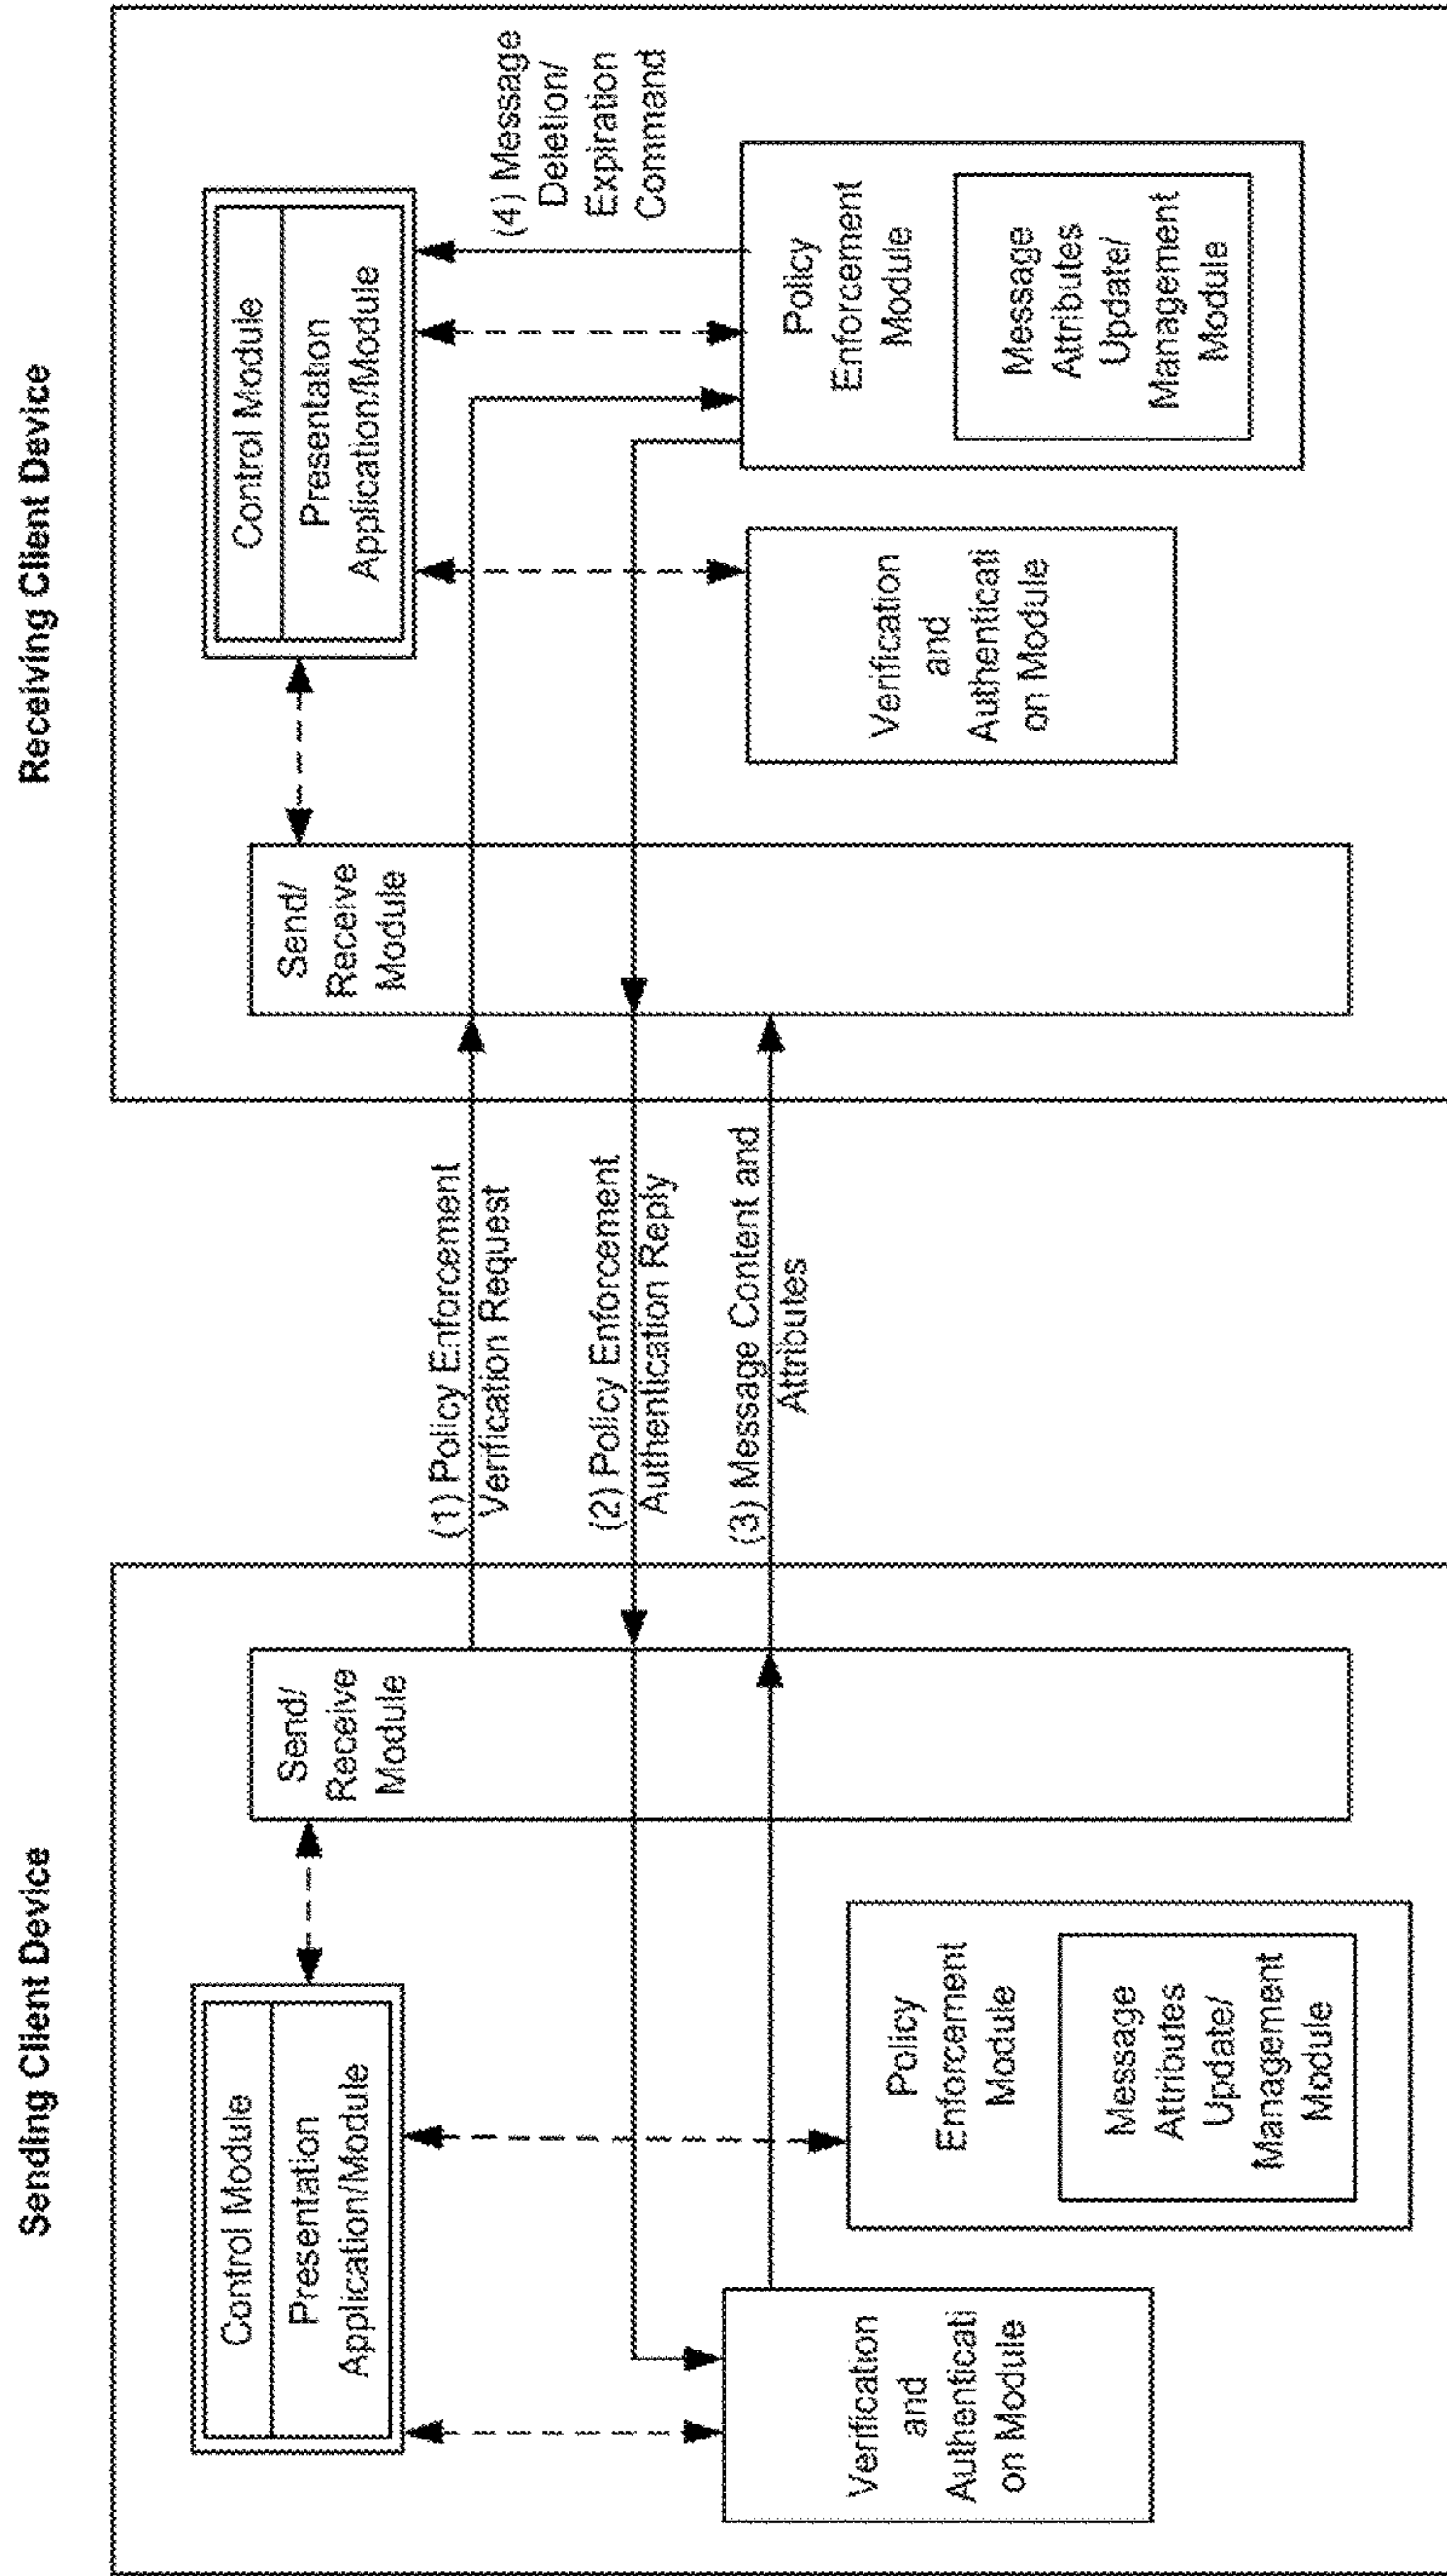 Sending Client Device
Control Module
Presentation
Application/Module
Send/
Receive
Module
Verification
and
Authenticati
on Module
Policy
Enforcement
Module
Message
Attributes
Update/
Management
Module
(1) Policy Enforcement
Verification Request
(2) Policy Enforcement
Authentication Reply
(3) Message Content and
Attributes
Receiving Client Device
Send/
Receive
Module
Control Module
Presentation
Application/Module
(4) Message
Deletion/
Expiration
Command
Verification
and
Authenticati
on Module
Policy
Enforcement
Module
Message
Attributes
Update/
Management
Module